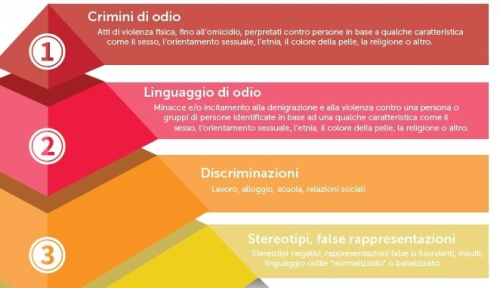 1
Crimini di odio
Atti di violenza fisica, fino all'omicidio, perpetrati contro persone in base a qualche caratteristica
come il sesso, l'orientamento sessuale, l'etnia, il colore della pelle, la religione o altro.
2
Linguaggio di odio
Minacce e/o incitamento alla denigrazione e alla violenza contro una persona o
gruppi di persone identificate in base ad una qualche caratteristica come il
sesso, l'orientamento sessuale, l'etnia, il colore della pelle, la religione o altro.
3
Discriminazioni
Lavoro, alloggio, scuola, relazioni sociali
Stereotipi, false rappresentazioni
Stereotipi negativi, rappresentazioni false o fuorvianti, insulti,
linguaggio ostile "normalizzato" o banalizzato